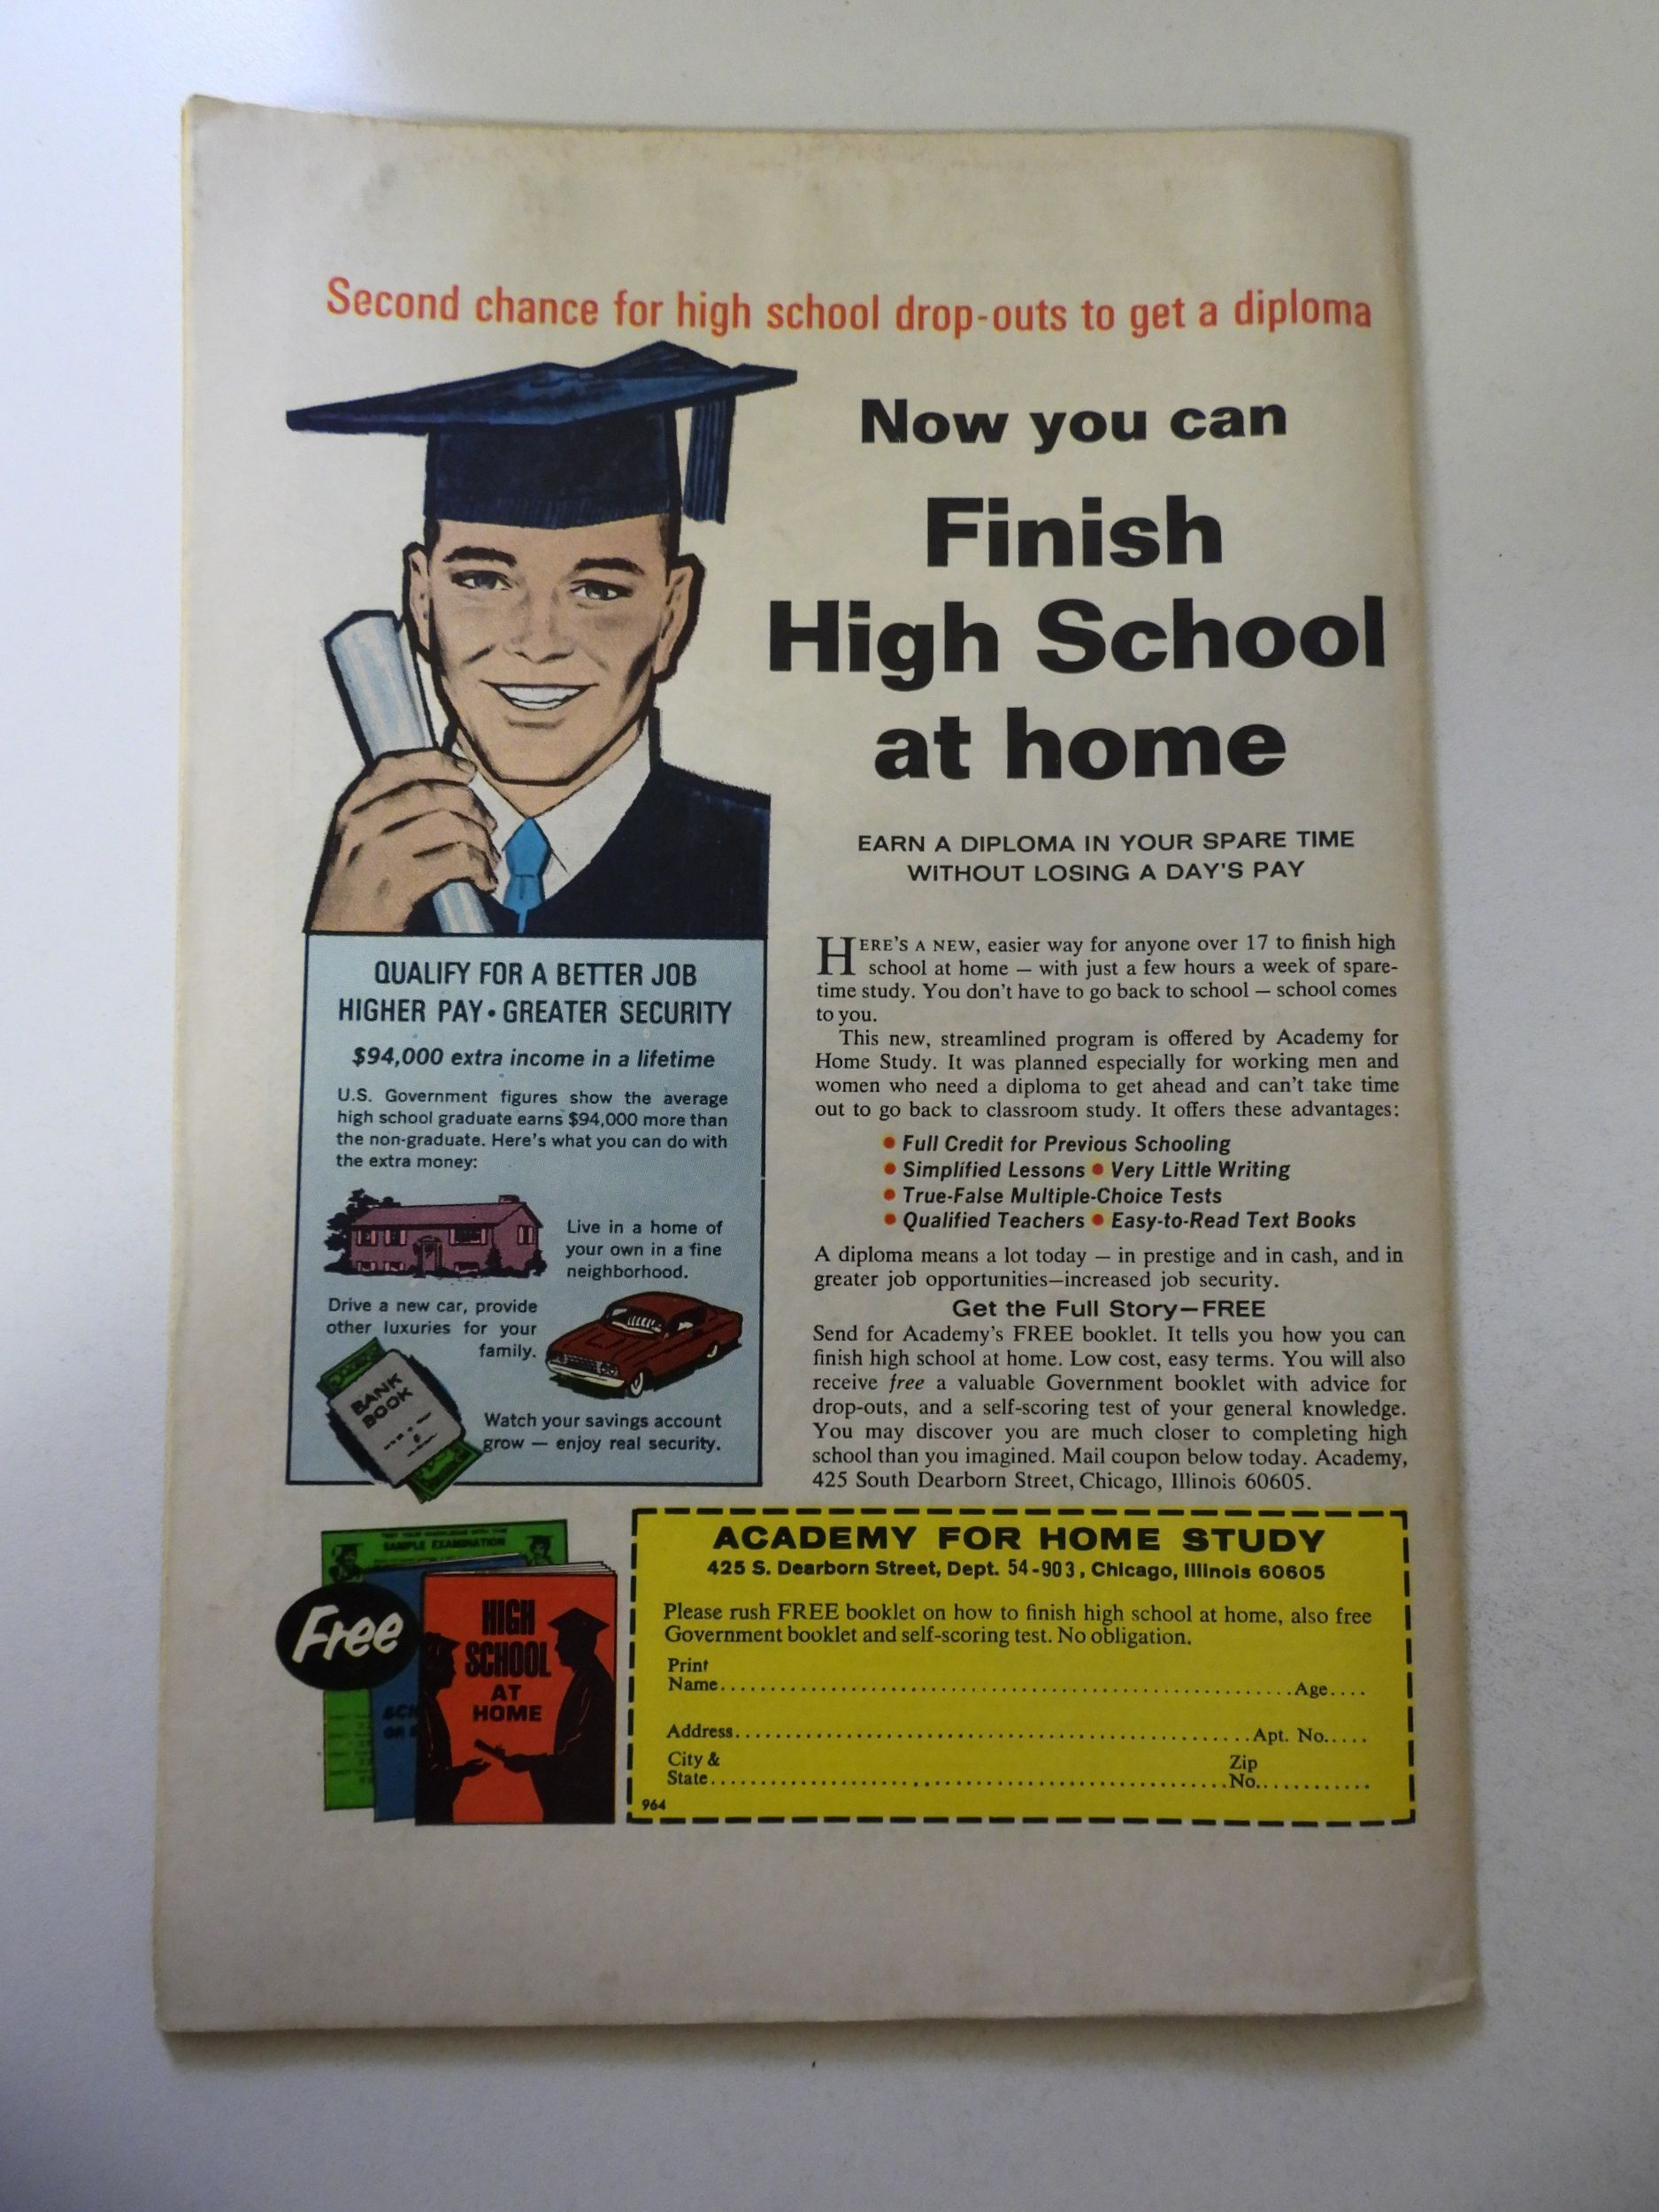 Second chance for high school drop-outs to get a diploma
Now you can
Finish
High School
at home
EARN A DIPLOMA IN YOUR SPARE TIME
WITHOUT LOSING A DAY'S PAY
QUALIFY FOR A BETTER JOB
HIGHER PAY • GREATER SECURITY
$94,000 extra income in a lifetime
U.S. Government figures show the average
high school graduate earns $94,000 more than
the non-graduate. Here's what you can do with
the extra money:
Live in a home of
your own in a fine
neighborhood.
Drive a new car, provide
other luxuries for your
family.
BANK
BOOK
Watch your savings account
grow — enjoy real security.
HERE'S A NEW, easier way for anyone over 17 to finish high
school at home — with just a few hours a week of spare-
time study. You don't have to go back to school — school comes
to you.
This new, streamlined program is offered by Academy for
Home Study. It was planned especially for working men and
women who need a diploma to get ahead and can't take time
out to go back to classroom study. It offers these advantages:
• Full Credit for Previous Schooling
• Simplified Lessons • Very Little Writing
• True-False Multiple-Choice Tests
• Qualified Teachers • Easy-to-Read Text Books
A diploma means a lot today — in prestige and in cash, and in
greater job opportunities—increased job security.
Get the Full Story—FREE
Send for Academy's FREE booklet. It tells you how you can
finish high school at home. Low cost, easy terms. You will also
receive free a valuable Government booklet with advice for
drop-outs, and a self-scoring test of your general knowledge.
You may discover you are much closer to completing high
school than you imagined. Mail coupon below today. Academy,
425 South Dearborn Street, Chicago, Illinois 60605.
TEST YOUR KNOWLEDGE WITH THIS
SAMPLE EXAMINATION
Free
HIGH
SCHOOL
AT
HOME
ACADEMY FOR HOME STUDY
425 S. Dearborn Street, Dept. 54-903, Chicago, Illinois 60605
Please rush FREE booklet on how to finish high school at home, also free
Government booklet and self-scoring test. No obligation.
Print
Name.....................................................................Age....
Address..............................................................Apt. No.....
City & Zip
State..............................................................No.............
964